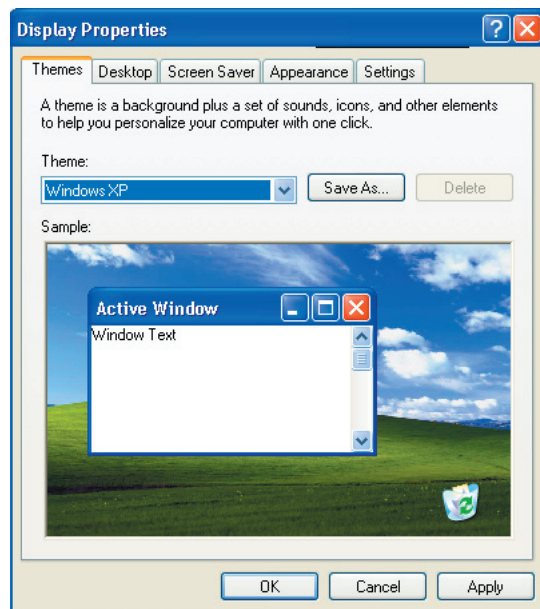 Display Properties
Themes Desktop Screen Saver Appearance Settings
A theme is a background plus a set of sounds, icons, and other elements
to help you personalize your computer with one click.
Theme:
Windows XP Save As... Delete
Sample:
Active Window
Window Text
OK Cancel Apply